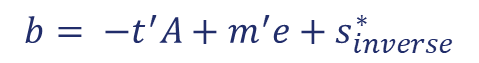 b = −t′A + m′e + s*inverse